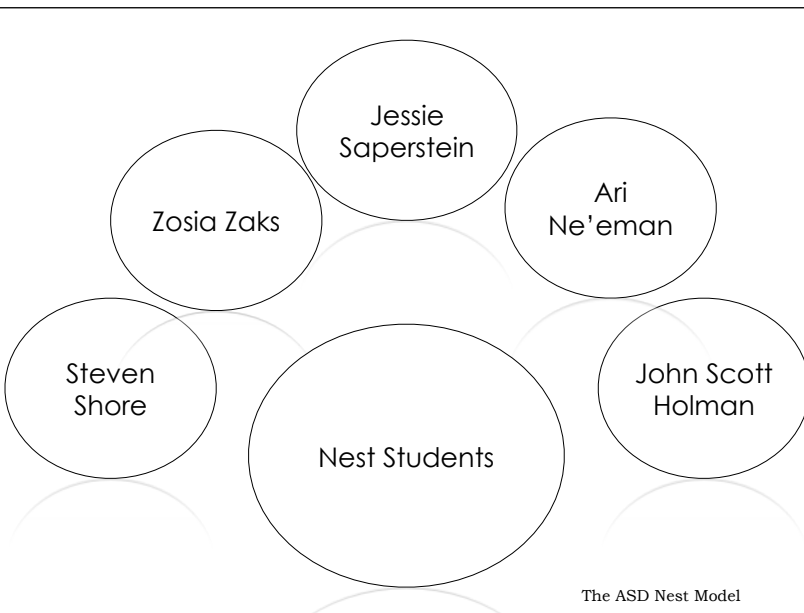 Jessie
Saperstein
Ari
Ne’eman
Zosia Zaks
Steven
Shore
John Scott
Holman
Nest Students
The ASD Nest Model